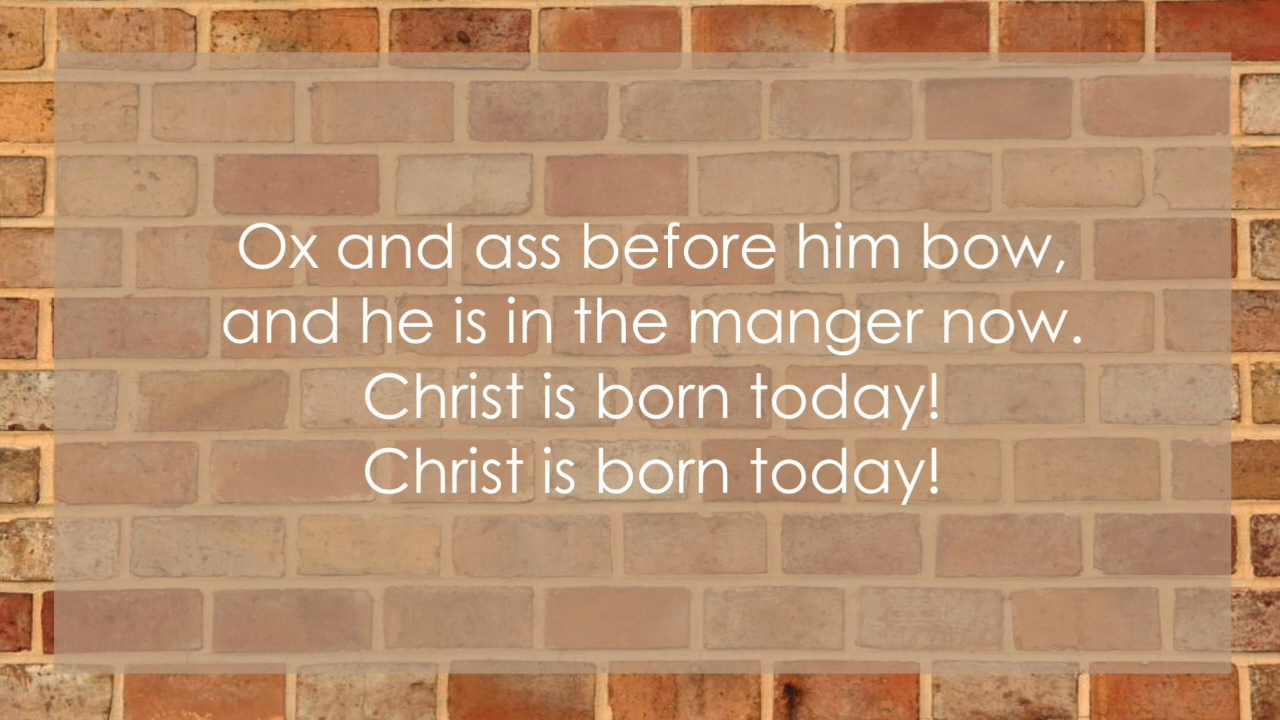 Ox and ass before him bow,
and he is in the manger now.
Christ is born today!
Christ is born today!